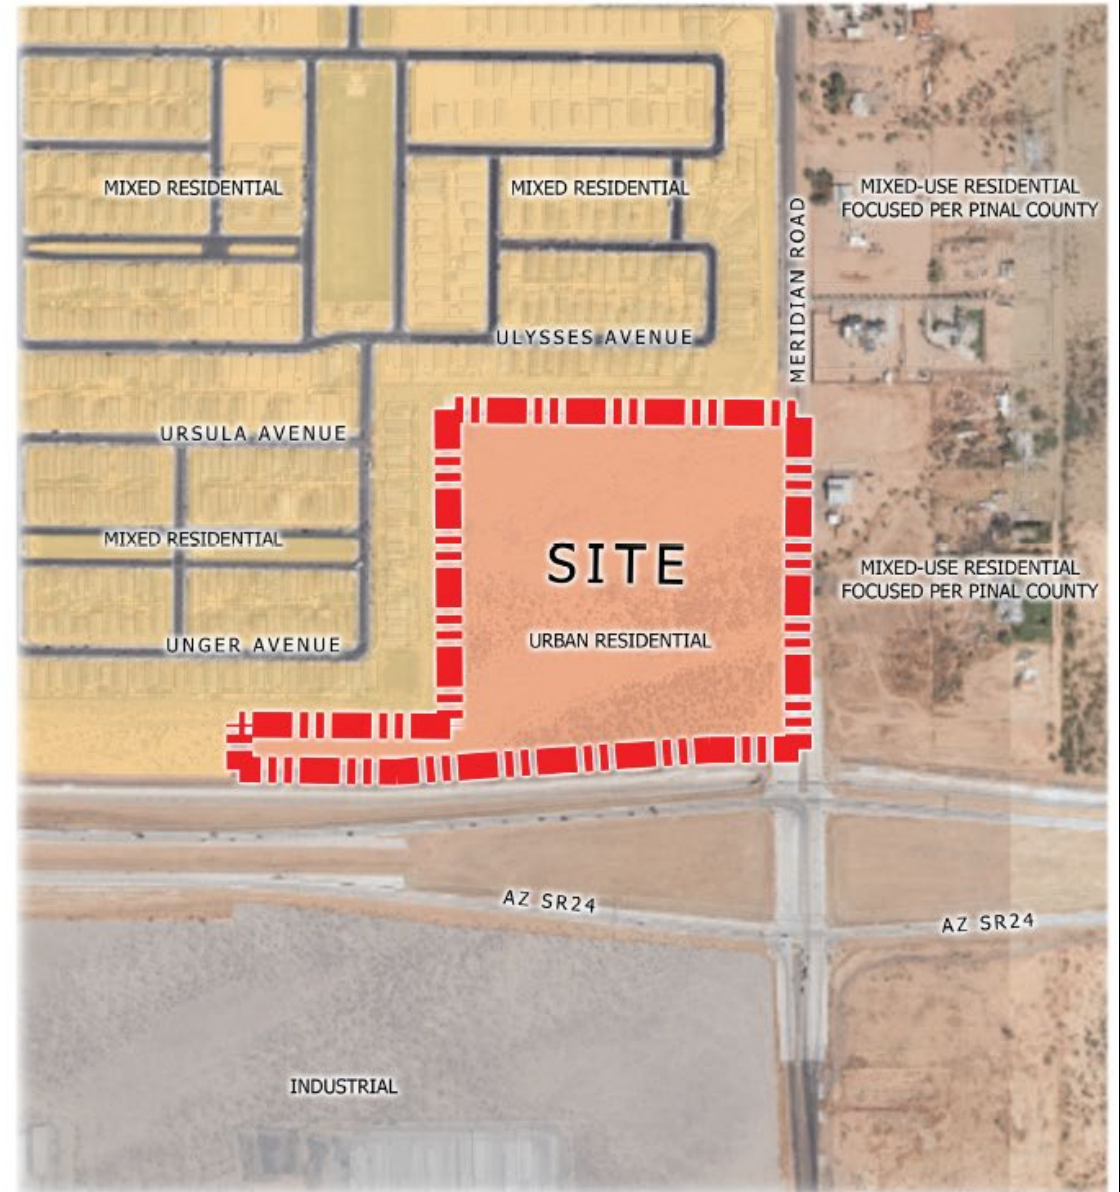 MIXED RESIDENTIAL
MIXED RESIDENTIAL
MIXED-USE RESIDENTIAL
FOCUSED PER PINAL COUNTY
MERIDIAN ROAD
ULYSSES AVENUE
URSULA AVENUE
MIXED RESIDENTIAL
SITE
MIXED-USE RESIDENTIAL
FOCUSED PER PINAL COUNTY
UNGER AVENUE
URBAN RESIDENTIAL
AZ SR24
AZ SR24
INDUSTRIAL